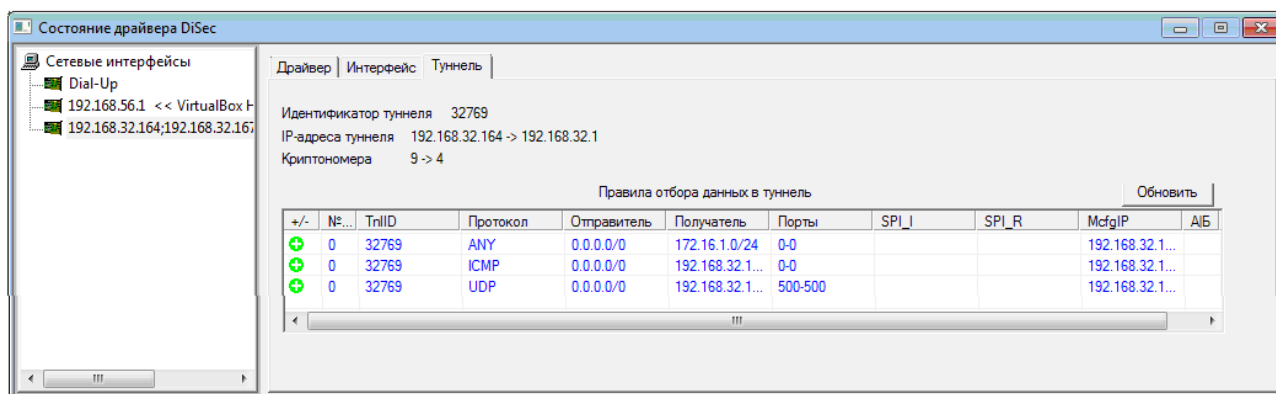 Состояние драйвера DiSec
Сетевые интерфейсы
Dial-Up
192.168.56.1 << VirtualBox H
192.168.32.164;192.168.32.167
Драйвер Интерфейс Туннель
Идентификатор туннеля 32769
IP-адреса туннеля 192.168.32.164 -> 192.168.32.1
Криптономера 9 -> 4
Правила отбора данных в туннель
Обновить
+/- №... TnlID Протокол Отправитель Получатель Порты SPI_I SPI_R McfgIP А|Б
0 32769 ANY 0.0.0.0/0 172.16.1.0/24 0-0 192.168.32.1...
0 32769 ICMP 0.0.0.0/0 192.168.32.1... 0-0 192.168.32.1...
0 32769 UDP 0.0.0.0/0 192.168.32.1... 500-500 192.168.32.1...